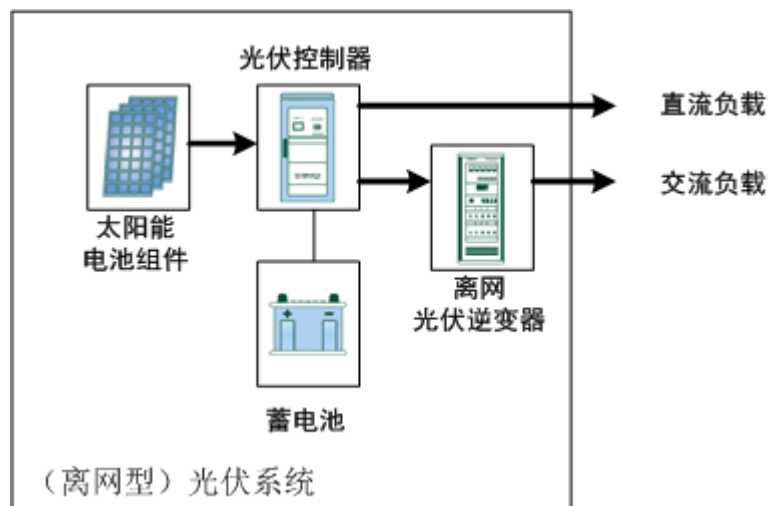 光伏控制器
直流负载
交流负载
太阳能
电池组件
离网
光伏逆变器
+ -
蓄电池
（离网型）光伏系统